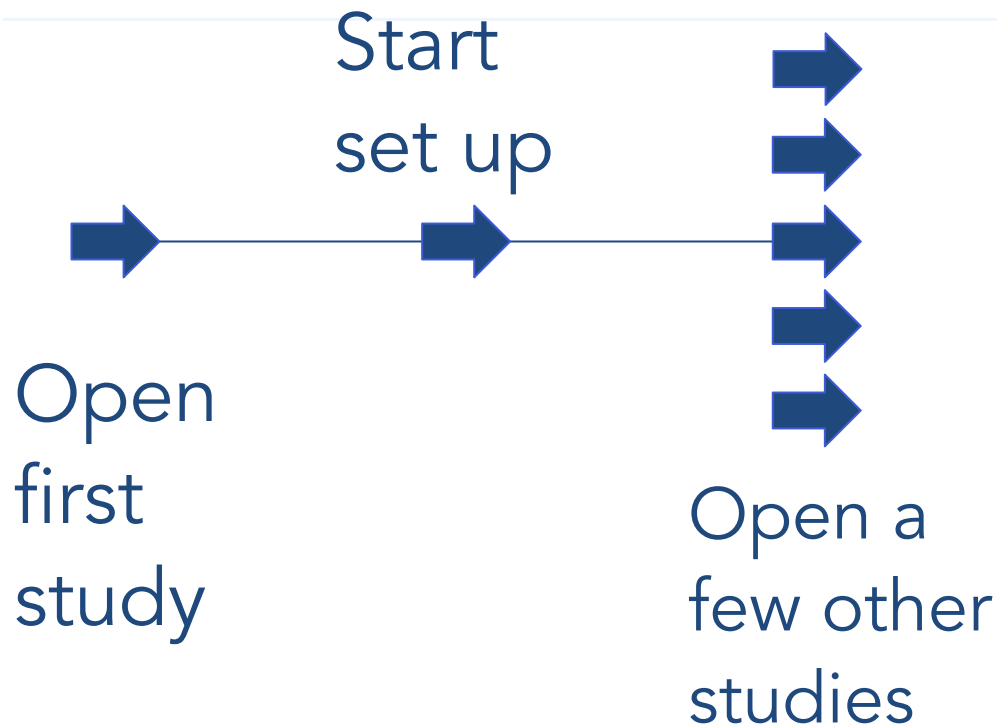 Start
set up
Open
first
study
Open a
few other
studies